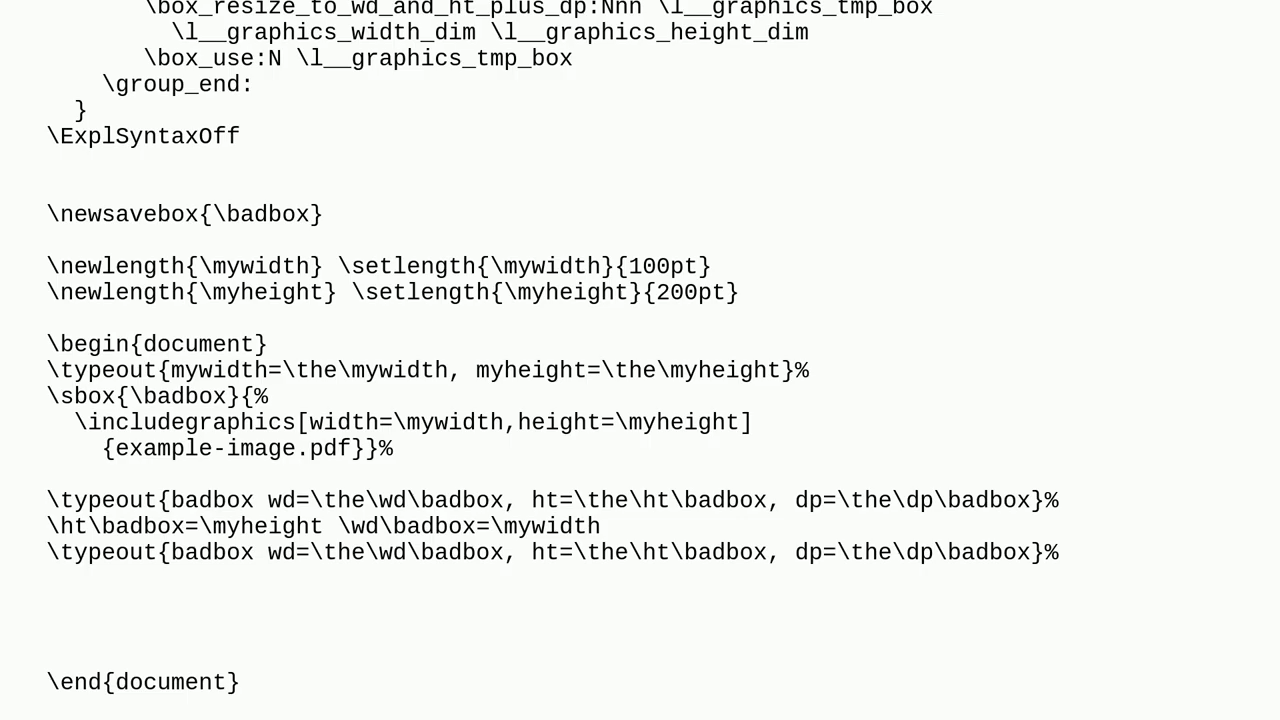 \box_resize_to_wd_and_ht_plus_dp:Nnn \l__graphics_tmp_box
\l__graphics_width_dim \l__graphics_height_dim
\box_use:N \l__graphics_tmp_box
\group_end:
}
\ExplSyntaxOff
\newsavebox{\badbox}
\newlength{\mywidth} \setlength{\mywidth}{100pt}
\newlength{\myheight} \setlength{\myheight}{200pt}
\begin{document}
\typeout{mywidth=\the\mywidth, myheight=\the\myheight}%
\sbox{\badbox}{%
\includegraphics[width=\mywidth,height=\myheight]
{example-image.pdf}}%
\typeout{badbox wd=\the\wd\badbox, ht=\the\ht\badbox, dp=\the\dp\badbox}%
\ht\badbox=\myheight \wd\badbox=\mywidth
\typeout{badbox wd=\the\wd\badbox, ht=\the\ht\badbox, dp=\the\dp\badbox}%
\end{document}